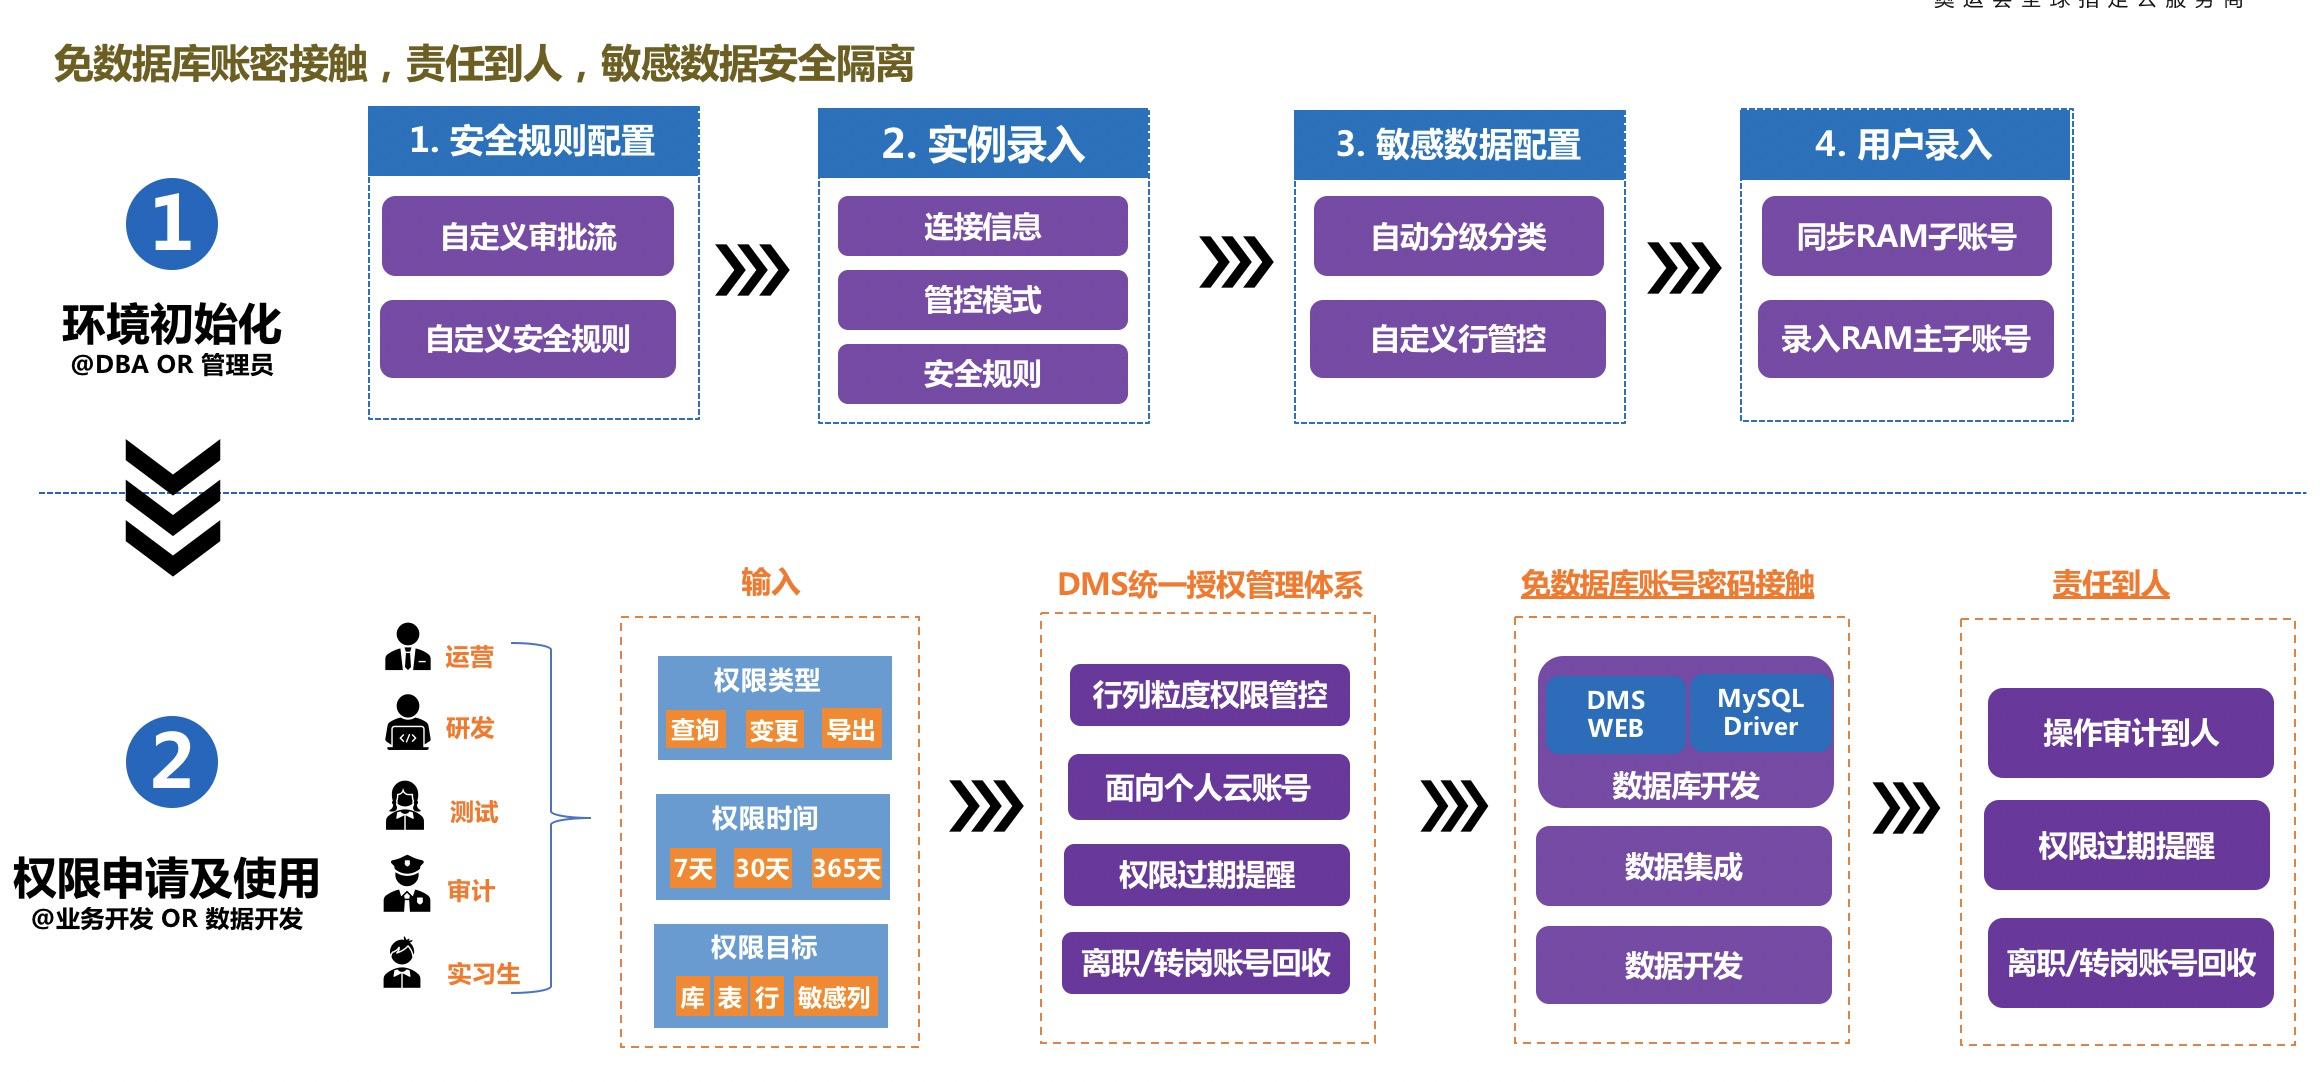 奥运会全球指定云服务商
免数据库账密接触，责任到人，敏感数据安全隔离
1
环境初始化
@DBA OR 管理员
1. 安全规则配置
自定义审批流
自定义安全规则
2. 实例录入
连接信息
管控模式
安全规则
3. 敏感数据配置
自动分级分类
自定义行管控
4. 用户录入
同步RAM子账号
录入RAM主子账号
2
权限申请及使用
@业务开发 OR 数据开发
运营
研发
测试
审计
实习生
输入
权限类型
查询 变更 导出
权限时间
7天 30天 365天
权限目标
库 表 行 敏感列
DMS统一授权管理体系
行列粒度权限管控
面向个人云账号
权限过期提醒
离职/转岗账号回收
免数据库账号密码接触
DMS
WEB
MySQL
Driver
数据库开发
数据集成
数据开发
责任到人
操作审计到人
权限过期提醒
离职/转岗账号回收